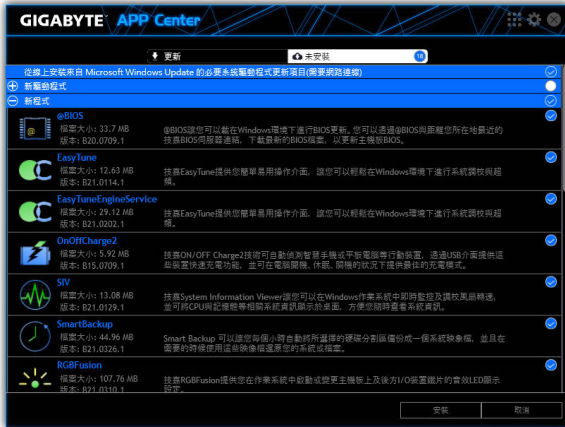 GIGABYTE™ APP Center
更新
未安裝
10
從線上安裝來自 Microsoft Windows Update 的必要系統驅動程式更新項目(需要網路連線)
新驅動程式
新程式
@BIOS
檔案大小: 33.7 MB
版本: B20.0709.1
@BIOS讓您可以載在Windows環境下進行BIOS更新。您可以通過@BIOS與距離您所在地最近的
技嘉BIOS伺服器連結，下載最新的BIOS檔案，以更新主機板BIOS。
EasyTune
檔案大小: 12.63 MB
版本: B21.0114.1
技嘉EasyTune提供您簡單易用操作介面，讓您可以輕鬆在Windows環境下進行系統調校與超
頻。
EasyTuneEngineService
檔案大小: 29.12 MB
版本: B21.0202.1
技嘉EasyTune提供您簡單易用操作介面，讓您可以輕鬆在Windows環境下進行系統調校與超
頻。
OnOffCharge2
檔案大小: 5.92 MB
版本: B15.0709.1
技嘉ON/OFF Charge2技術可自動偵測智慧手機或平板電腦等行動裝置，透過USB介面提供這
些裝置快速充電功能，並可在電腦開機、休眠、關機的狀況下提供最佳的充電模式。
SIV
檔案大小: 13.08 MB
版本: B21.0129.1
技嘉System Information Viewer讓您可以在Windows作業系統中即時監控及調校風扇轉速，
並可將CPU與記憶體等相關系統資訊顯示於桌面，方便您隨時查看系統資訊。
SmartBackup
檔案大小: 44.96 MB
版本: B21.0326.1
Smart Backup 可以讓您每個小時自動將所選擇的硬碟分割區備份成一個系統映象檔，並且在
需要的時候使用這些映像檔還原您的系統或檔案。
RGBFusion
檔案大小: 107.76 MB
版本: B21.0310.1
技嘉RGBFusion提供您在作業系統中啟動或變更主機板上及後方I/O裝置鐵片的音效LED顯示
設定。
安裝
取消